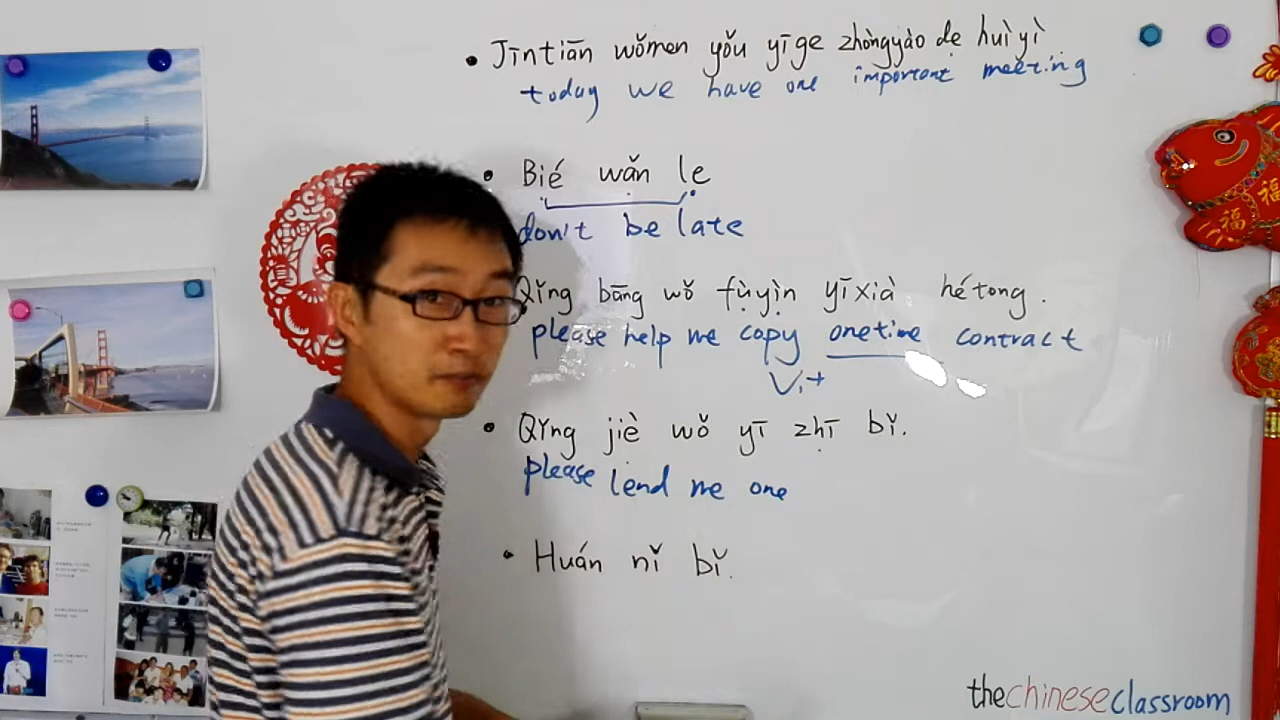 • Jīntiān wǒmen yǒu yīge zhòngyào de huìyì
today we have one important meeting
• Bié wǎn le
don't be late
Qǐng bāng wǒ fùyìn yīxià hétong.
please help me copy onetime contract
V,+
• Qǐng jiè wǒ yī zhī bǐ.
please lend me one
• Huán nǐ bǐ.
福
福
thechineseclassroom